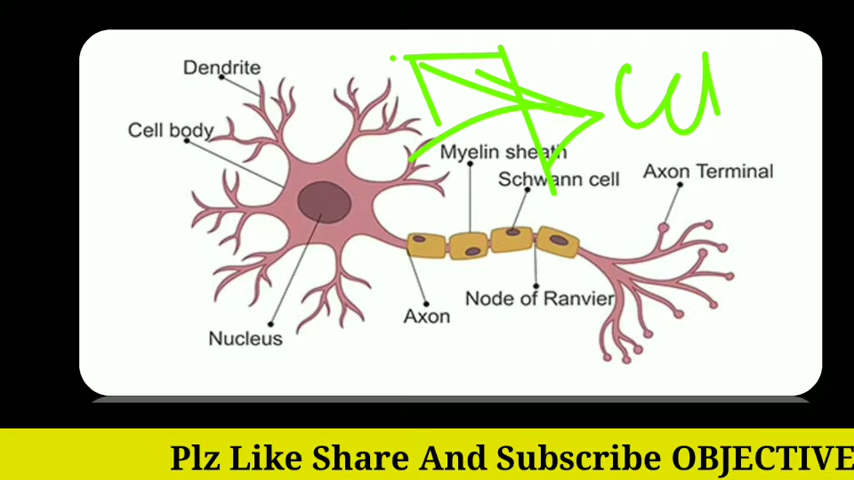 Dendrite
Cell body
Myelin sheath
Schwann cell
Axon Terminal
Node of Ranvier
Axon
Nucleus
Plz Like Share And Subscribe OBJECTIVE